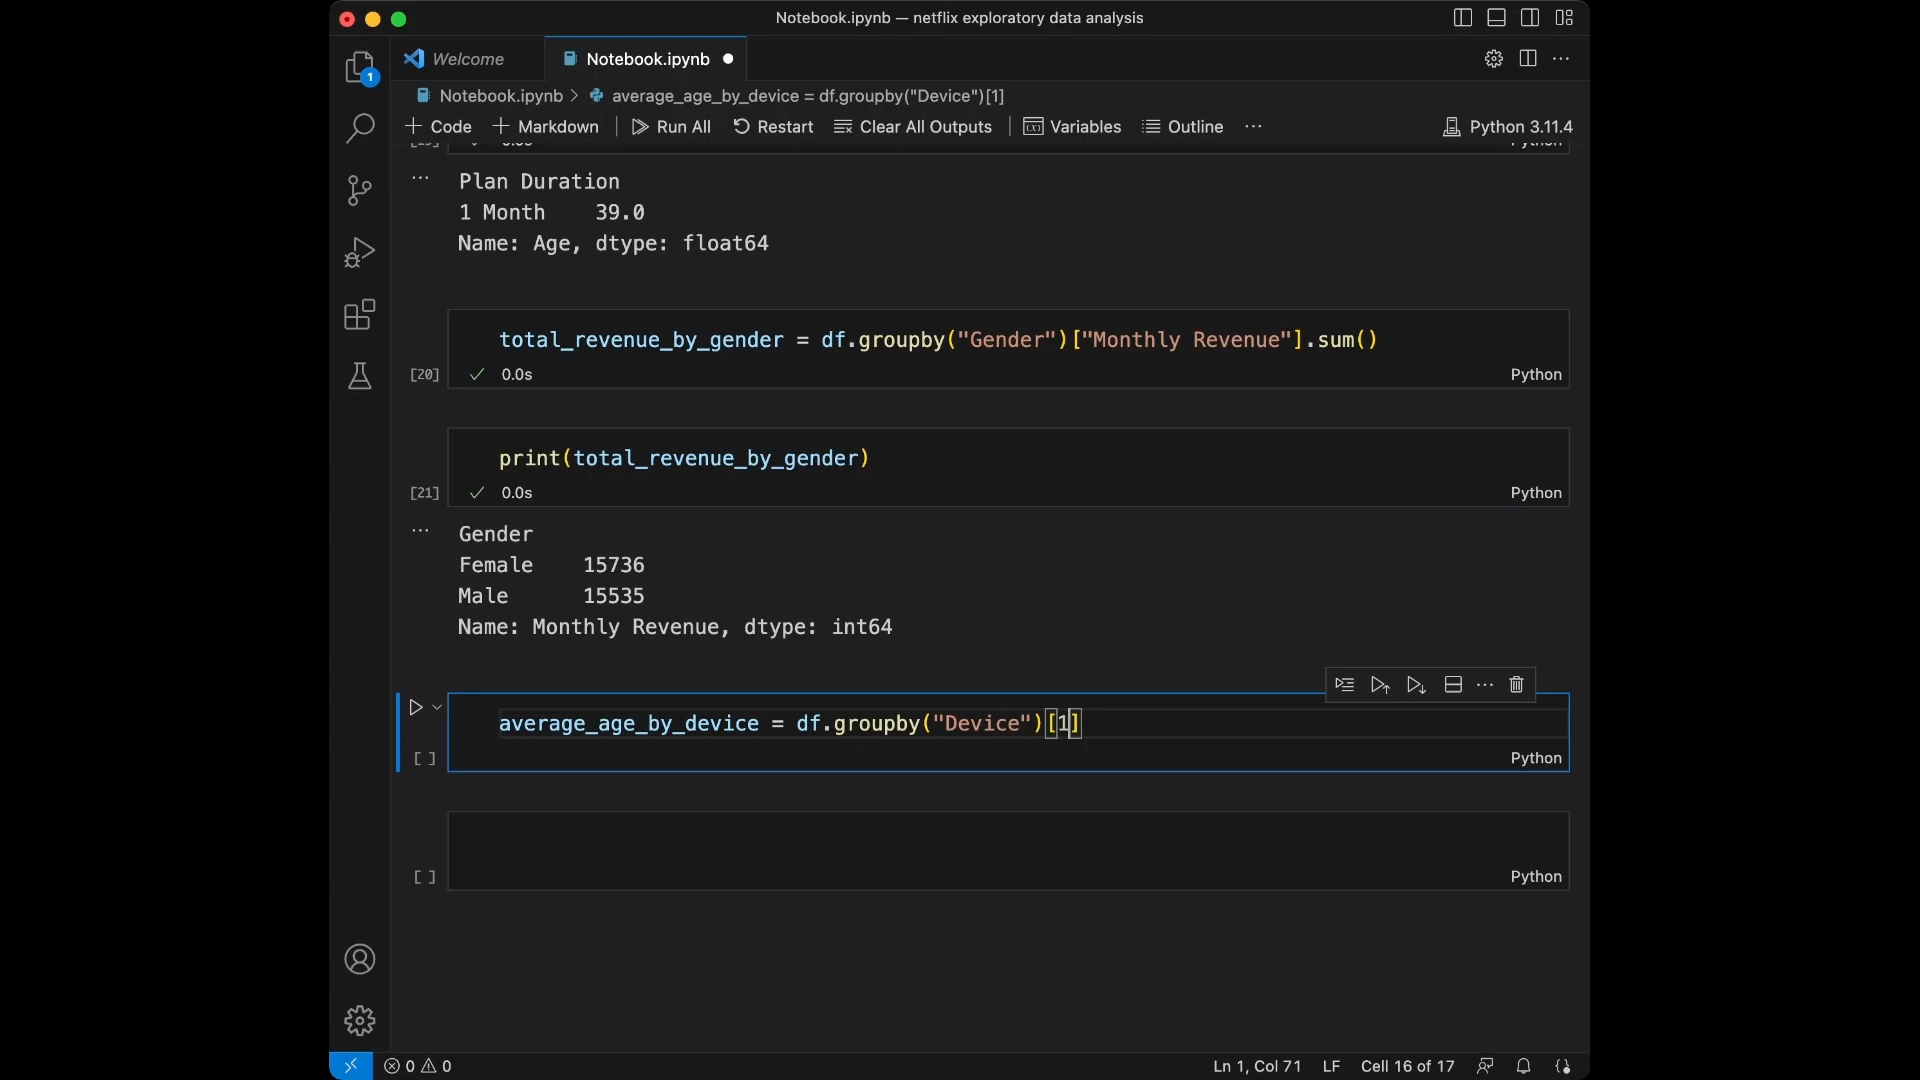 Notebook.ipynb — netflix exploratory data analysis
Welcome
Notebook.ipynb
1
Notebook.ipynb > average_age_by_device = df.groupby("Device")[1]
Code Markdown Run All Restart Clear All Outputs Variables Outline ... Python 3.11.4
Plan Duration
1 Month 39.0
Name: Age, dtype: float64
total_revenue_by_gender = df.groupby("Gender")["Monthly Revenue"].sum()
[20] 0.0s Python
print(total_revenue_by_gender)
[21] 0.0s Python
Gender
Female 15736
Male 15535
Name: Monthly Revenue, dtype: int64
average_age_by_device = df.groupby("Device")[1]
[ ] Python
[ ] Python
0 0 Ln 1, Col 71 LF Cell 16 of 17